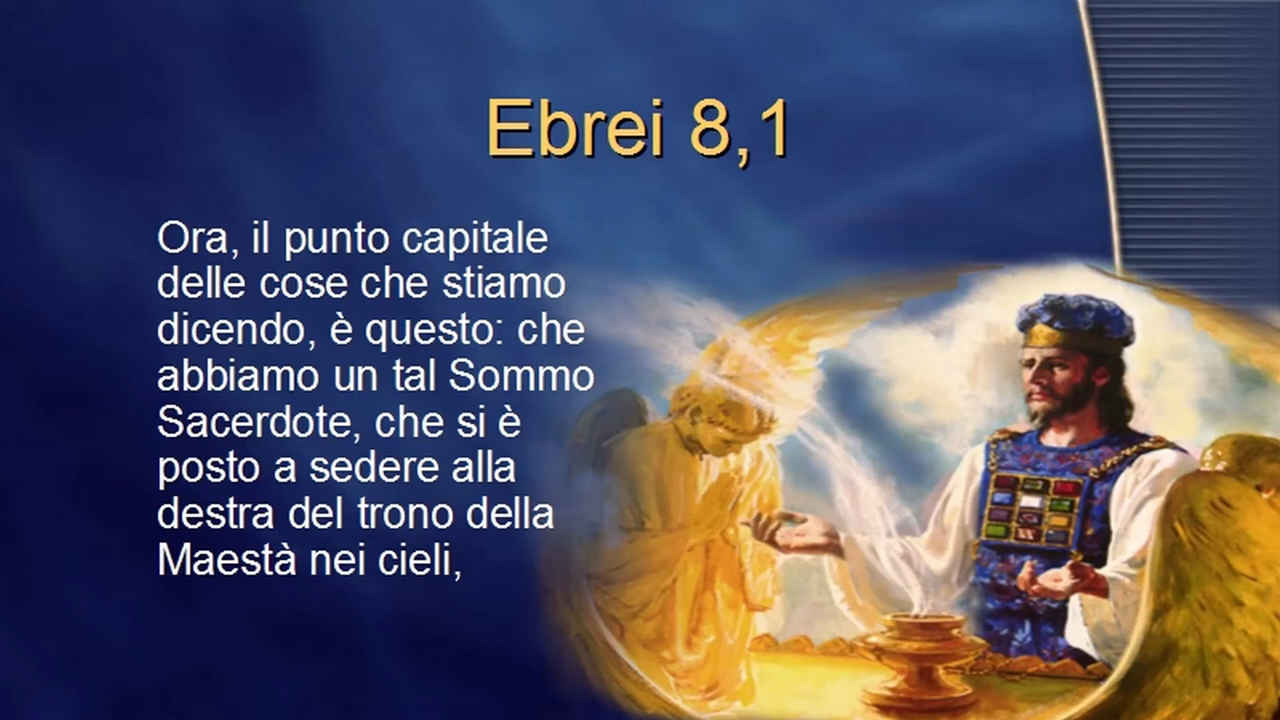 Ebrei 8,1
Ora, il punto capitale
delle cose che stiamo
dicendo, è questo: che
abbiamo un tal Sommo
Sacerdote, che si è
posto a sedere alla
destra del trono della
Maestà nei cieli,